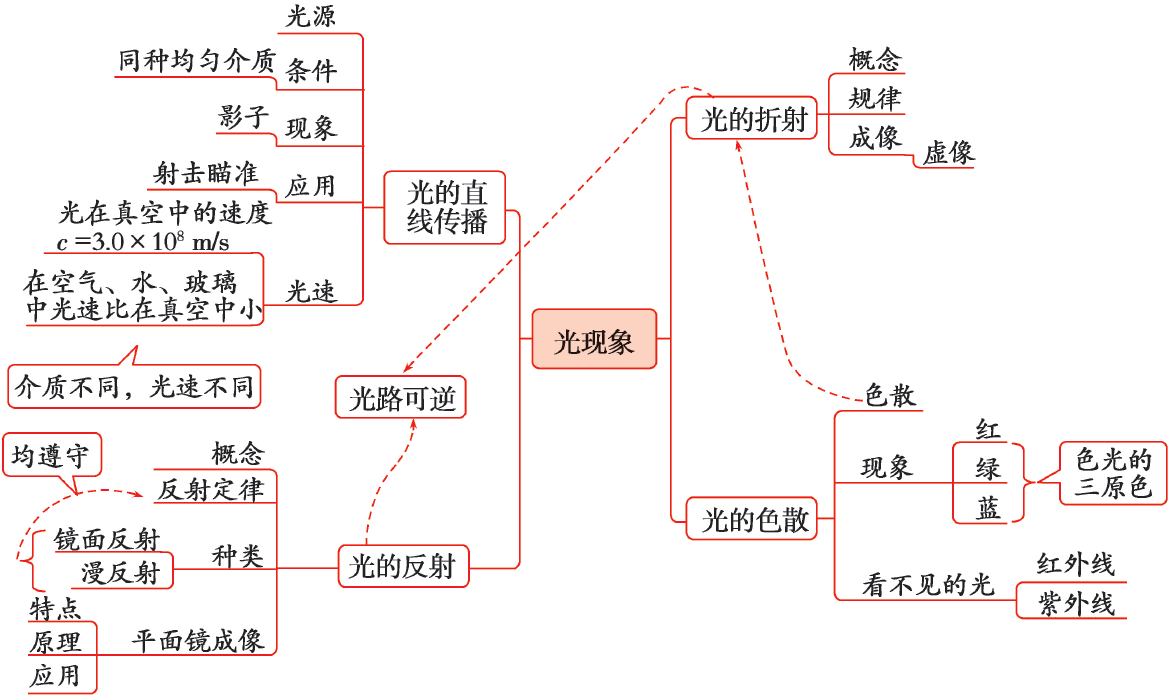 光现象
光的直
线传播
光源
条件
同种均匀介质
现象
影子
应用
射击瞄准
光速
光在真空中的速度
c =3.0×10⁸ m/s
在空气、水、玻璃
中光速比在真空中小
介质不同，光速不同
光路可逆
光的反射
概念
反射定律
均遵守
种类
镜面反射
漫反射
平面镜成像
特点
原理
应用
光的折射
概念
规律
成像
虚像
光的色散
色散
现象
红
绿
蓝
色光的
三原色
看不见的光
红外线
紫外线